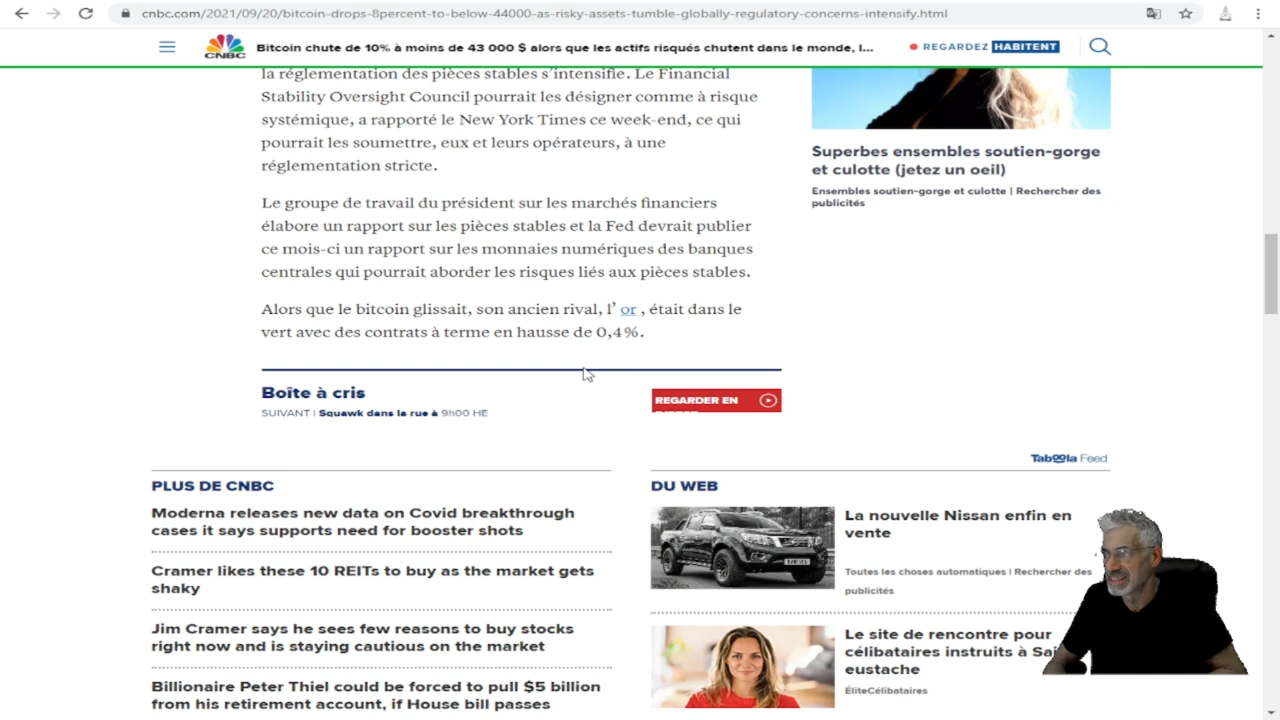 cnbc.com/2021/09/20/bitcoin-drops-8percent-to-below-44000-as-risky-assets-tumble-globally-regulatory-concerns-intensify.html
CNBC
Bitcoin chute de 10% à moins de 43 000 $ alors que les actifs risqués chutent dans le monde, l...
REGARDEZ HABITENT
la réglementation des pièces stables s'intensifie. Le Financial
Stability Oversight Council pourrait les désigner comme à risque
systémique, a rapporté le New York Times ce week-end, ce qui
pourrait les soumettre, eux et leurs opérateurs, à une
réglementation stricte.
Le groupe de travail du président sur les marchés financiers
élabore un rapport sur les pièces stables et la Fed devrait publier
ce mois-ci un rapport sur les monnaies numériques des banques
centrales qui pourrait aborder les risques liés aux pièces stables.
Alors que le bitcoin glissait, son ancien rival, l' or , était dans le
vert avec des contrats à terme en hausse de 0,4%.
Superbes ensembles soutien-gorge
et culotte (jetez un oeil)
Ensembles soutien-gorge et culotte | Rechercher des
publicités
Boîte à cris
SUIVANT | Squawk dans la rue à 9h00 HE
REGARDER EN
Taboola Feed
PLUS DE CNBC
Moderna releases new data on Covid breakthrough
cases it says supports need for booster shots
Cramer likes these 10 REITs to buy as the market gets
shaky
Jim Cramer says he sees few reasons to buy stocks
right now and is staying cautious on the market
Billionaire Peter Thiel could be forced to pull $5 billion
from his retirement account, if House bill passes
DU WEB
La nouvelle Nissan enfin en
vente
Toutes les choses automatiques | Rechercher des
publicités
Le site de rencontre pour
célibataires instruits à
eustache
ÉliteCélibataires